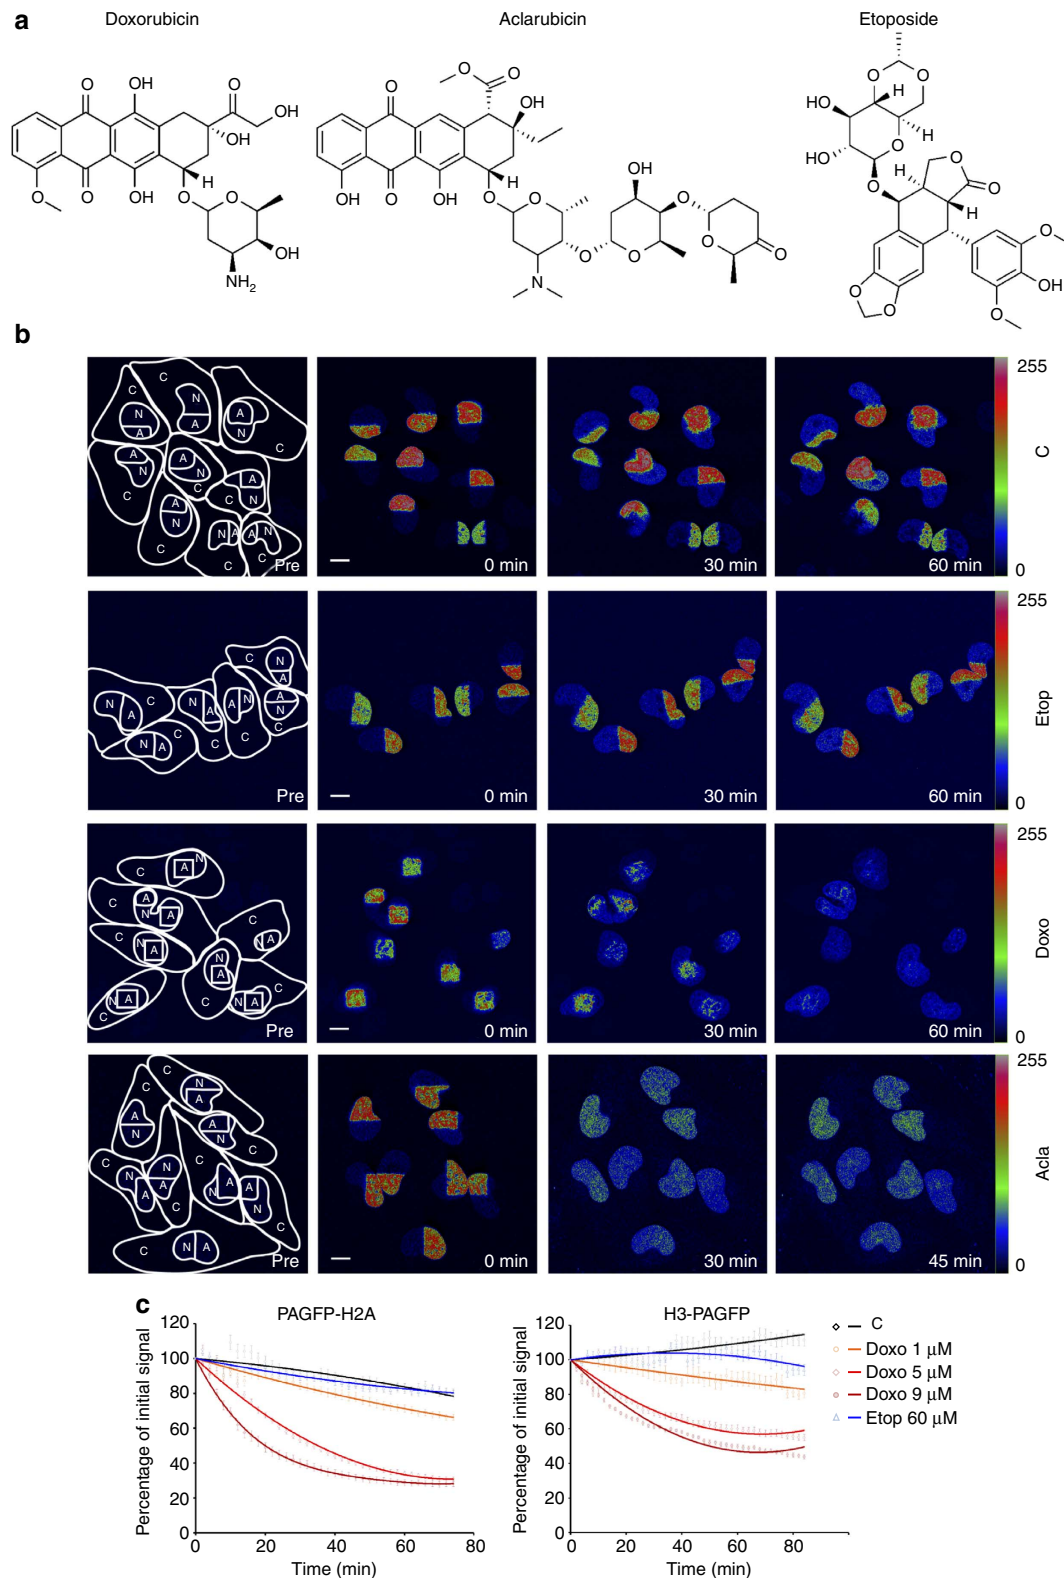 a
Doxorubicin
Aclarubicin
Etoposide
O OH O OH OH O O OH H O O NH2 OH
O O O OH OH O OH H O O N O OH O O O O
O O H HO O H HO O H O O H O O O O OH O
b
C N A C N A A N C A N C A N C C A N A N C N A A N C C Pre
0 min
30 min
60 min
255
C
0
C N A N A C N A A N A N C N A C C C Pre
0 min
30 min
60 min
255
Etop
0
C A N C A N A C N A C N A N A C N A C N A Pre
0 min
30 min
60 min
255
Doxo
0
C C N A A N A N C C N A N A C N A A N C C N A Pre
0 min
30 min
45 min
255
Acla
0
c
PAGFP-H2A
Percentage of initial signal
120
100
80
60
40
20
0
0 20 40 60 80
Time (min)
H3-PAGFP
Percentage of initial signal
120
100
80
60
40
20
0
0 20 40 60 80
Time (min)
C
Doxo 1 μM
Doxo 5 μM
Doxo 9 μM
Etop 60 μM